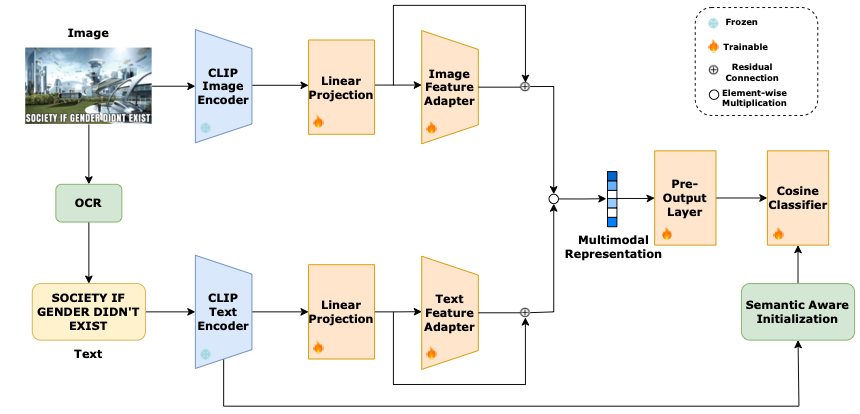 Image
SOCIETY IF GENDER DIDNT EXIST
OCR
SOCIETY IF
GENDER DIDN'T
EXIST
Text
CLIP
Image
Encoder
Linear
Projection
Image
Feature
Adapter
CLIP
Text
Encoder
Linear
Projection
Text
Feature
Adapter
Multimodal
Representation
Pre-
Output
Layer
Cosine
Classifier
Semantic Aware
Initialization
Frozen
Trainable
Residual
Connection
Element-wise
Multiplication